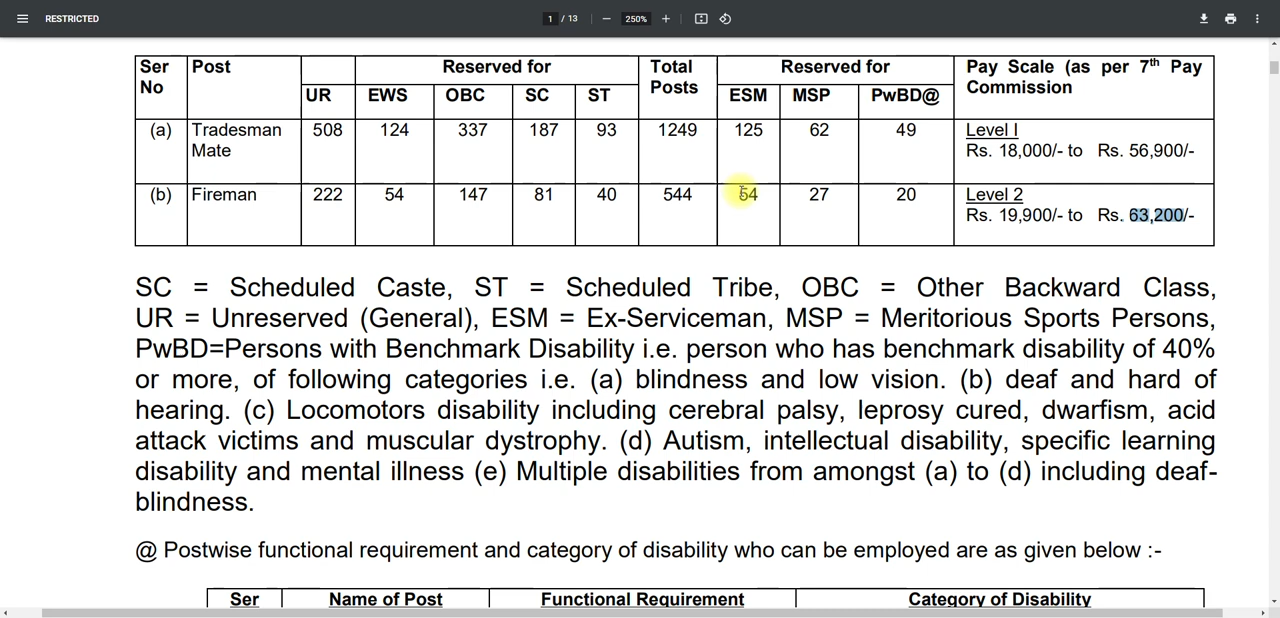 RESTRICTED 1 / 13 250%
Ser No Post Reserved for Total Posts Reserved for Pay Scale (as per 7th Pay Commission
UR EWS OBC SC ST ESM MSP PwBD@
(a) Tradesman Mate 508 124 337 187 93 1249 125 62 49 Level I Rs. 18,000/- to Rs. 56,900/-
(b) Fireman 222 54 147 81 40 544 54 27 20 Level 2 Rs. 19,900/- to Rs. 63,200/-
SC = Scheduled Caste, ST = Scheduled Tribe, OBC = Other Backward Class,
UR = Unreserved (General), ESM = Ex-Serviceman, MSP = Meritorious Sports Persons,
PwBD=Persons with Benchmark Disability i.e. person who has benchmark disability of 40%
or more, of following categories i.e. (a) blindness and low vision. (b) deaf and hard of
hearing. (c) Locomotors disability including cerebral palsy, leprosy cured, dwarfism, acid
attack victims and muscular dystrophy. (d) Autism, intellectual disability, specific learning
disability and mental illness (e) Multiple disabilities from amongst (a) to (d) including deaf-
blindness.
@ Postwise functional requirement and category of disability who can be employed are as given below :-
Ser Name of Post Functional Requirement Category of Disability